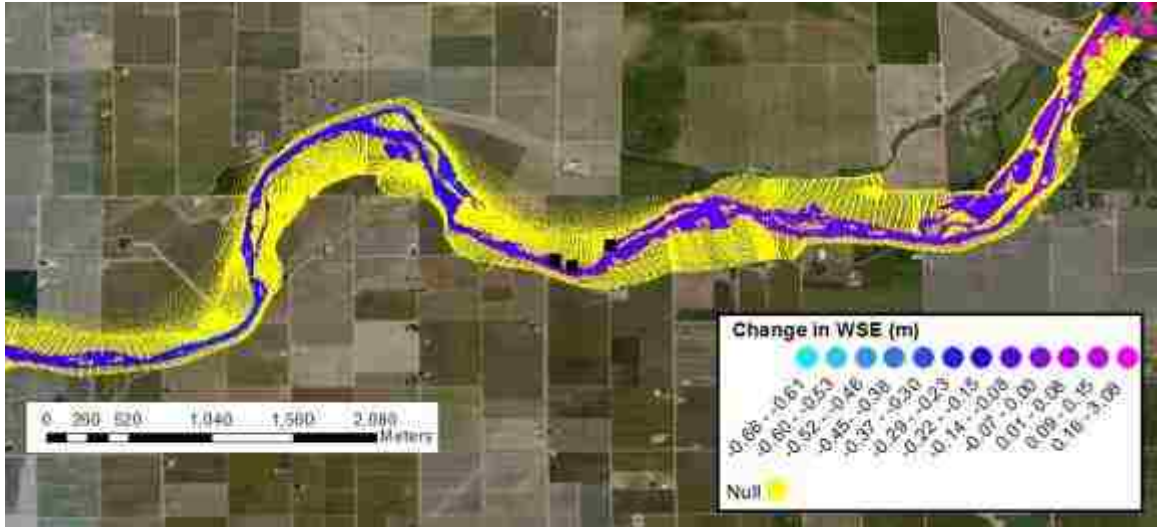 Change in WSE (m)
-0.66 - -0.61
-0.60 - -0.53
-0.52 - -0.46
-0.45 - -0.38
-0.37 - -0.30
-0.29 - -0.23
-0.22 - -0.15
-0.14 - -0.08
-0.07 - 0.00
0.01 - 0.08
0.09 - 0.15
0.16 - 3.08
Null
0 260 520 1,040 1,560 2,080
Meters